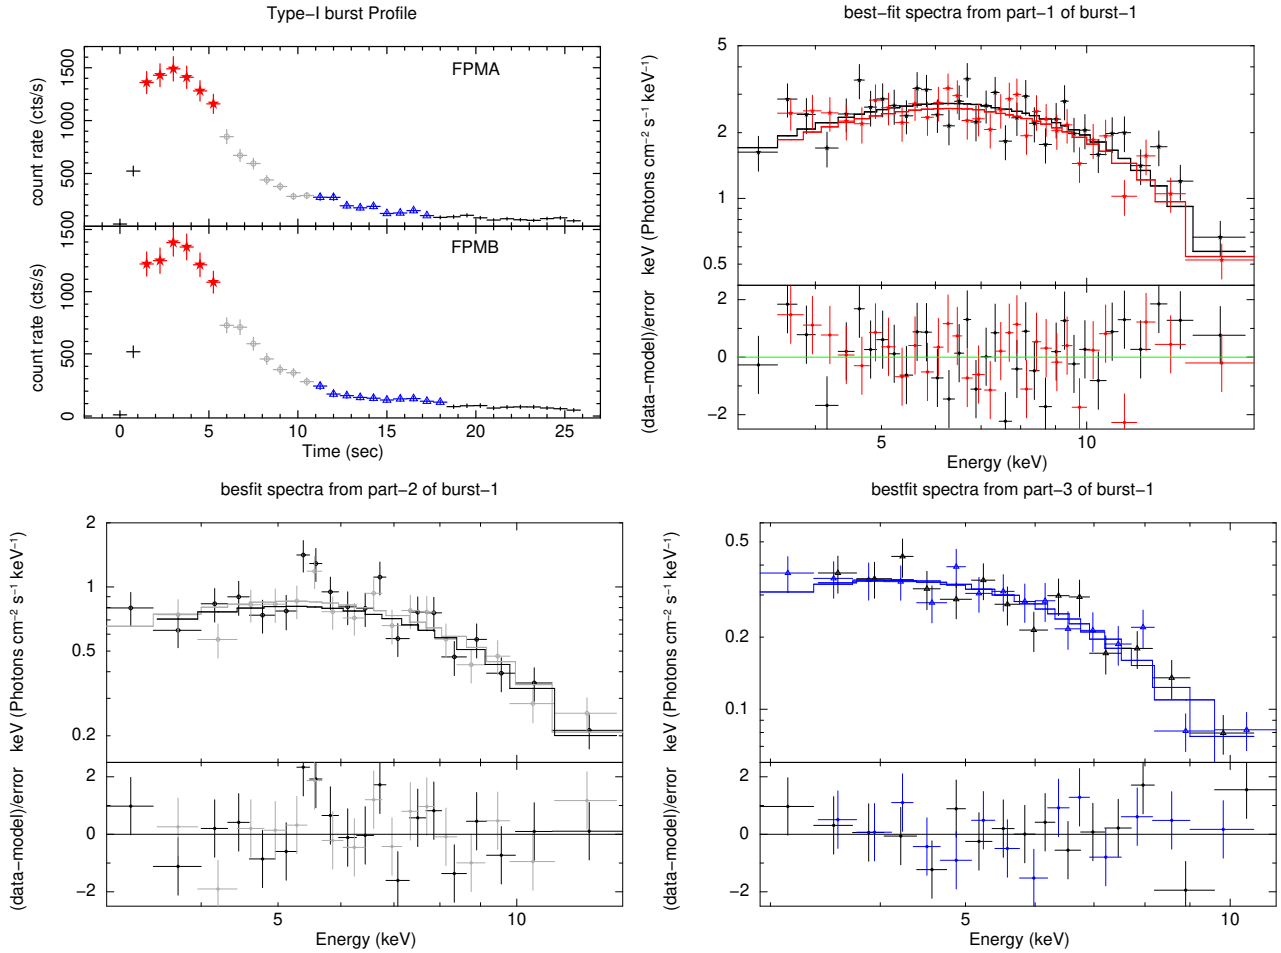 Type−I burst Profile
FPMA
count rate (cts/s)
500 1000 1500
FPMB
count rate (cts/s)
0 500 1000 1500
0 5 10 15 20 25
Time (sec)
best−fit spectra from part−1 of burst−1
keV (Photons cm−2 s−1 keV−1)
5
2
1
0.5
(data−model)/error
2
0
−2
5 10
Energy (keV)
besfit spectra from part−2 of burst−1
keV (Photons cm−2 s−1 keV−1)
2
1
0.5
0.2
(data−model)/error
2
0
−2
5 10
Energy (keV)
bestfit spectra from part−3 of burst−1
keV (Photons cm−2 s−1 keV−1)
0.5
0.2
0.1
(data−model)/error
2
0
−2
5 10
Energy (keV)